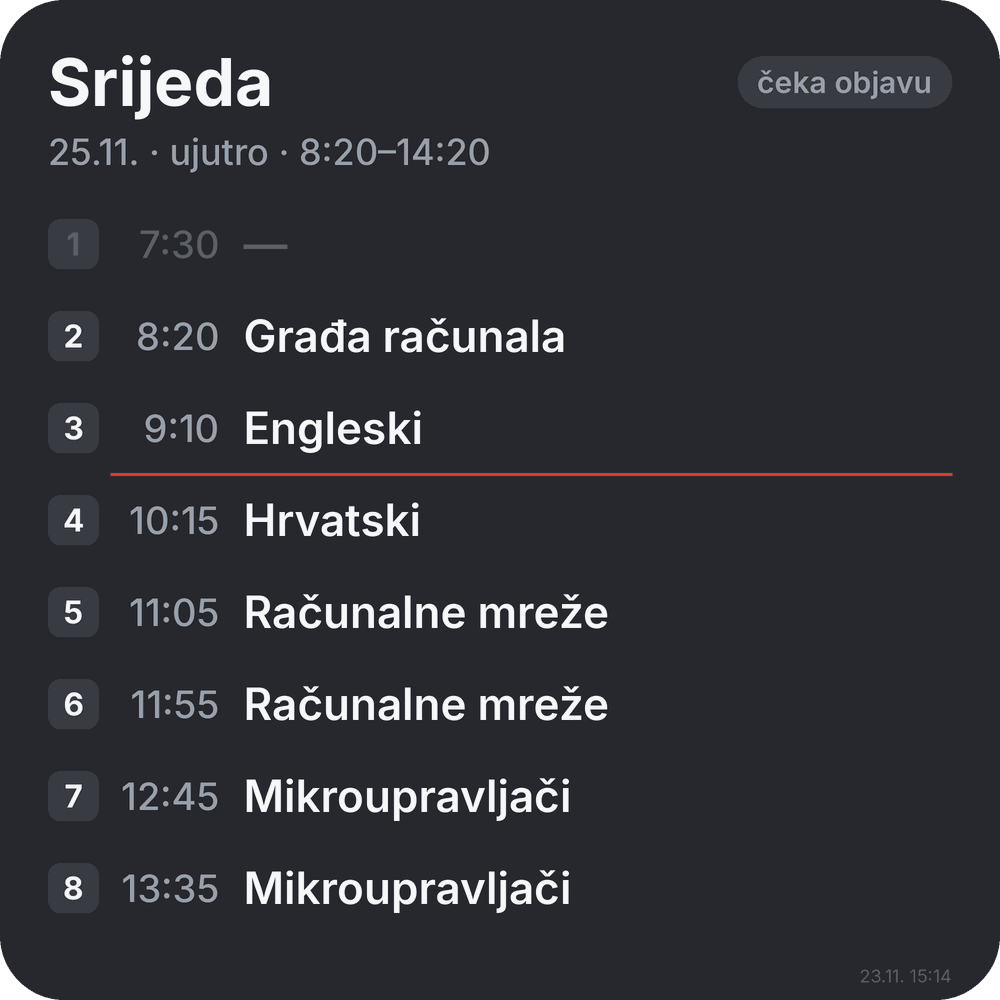 Srijeda
čeka objavu
25.11. · ujutro · 8:20–14:20
1 7:30 —
2 8:20 Građa računala
3 9:10 Engleski
4 10:15 Hrvatski
5 11:05 Računalne mreže
6 11:55 Računalne mreže
7 12:45 Mikroupravljači
8 13:35 Mikroupravljači
23.11. 15:14